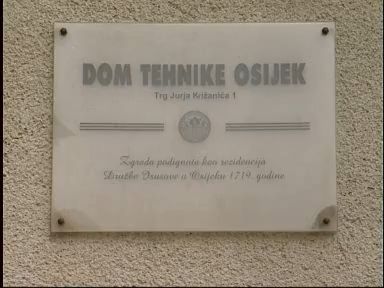 DOM TEHNIKE OSIJEK
Trg Jurja Križanića 1
Zgrada podignuta kao rezidencija
Družbe Isusove u Osijeku 1719. godine